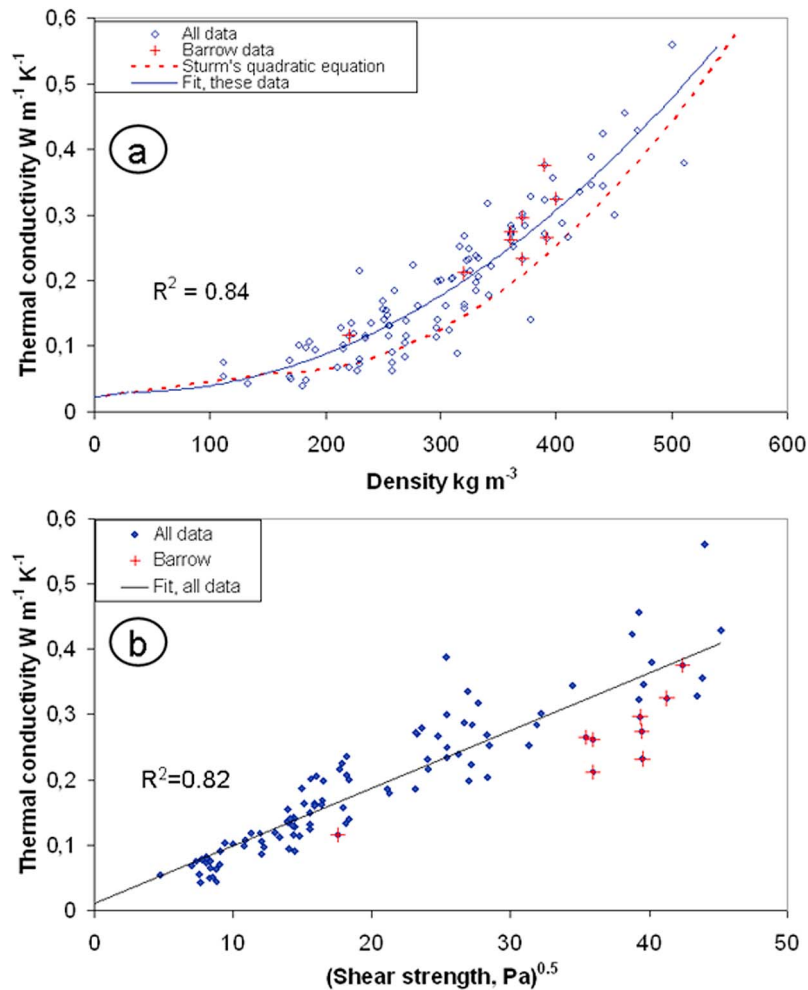 0,6
All data
Barrow data
Sturm's quadratic equation
Fit, these data
0,5
a
0,4
Thermal conductivity W m⁻¹ K⁻¹
0,3
R² = 0.84
0,2
0,1
0
0 100 200 300 400 500 600
Density kg m⁻³
0,6
All data
Barrow
Fit, all data
0,5
b
0,4
Thermal conductivity W m⁻¹ K⁻¹
0,3
R²=0.82
0,2
0,1
0
0 10 20 30 40 50
(Shear strength, Pa)⁰·⁵